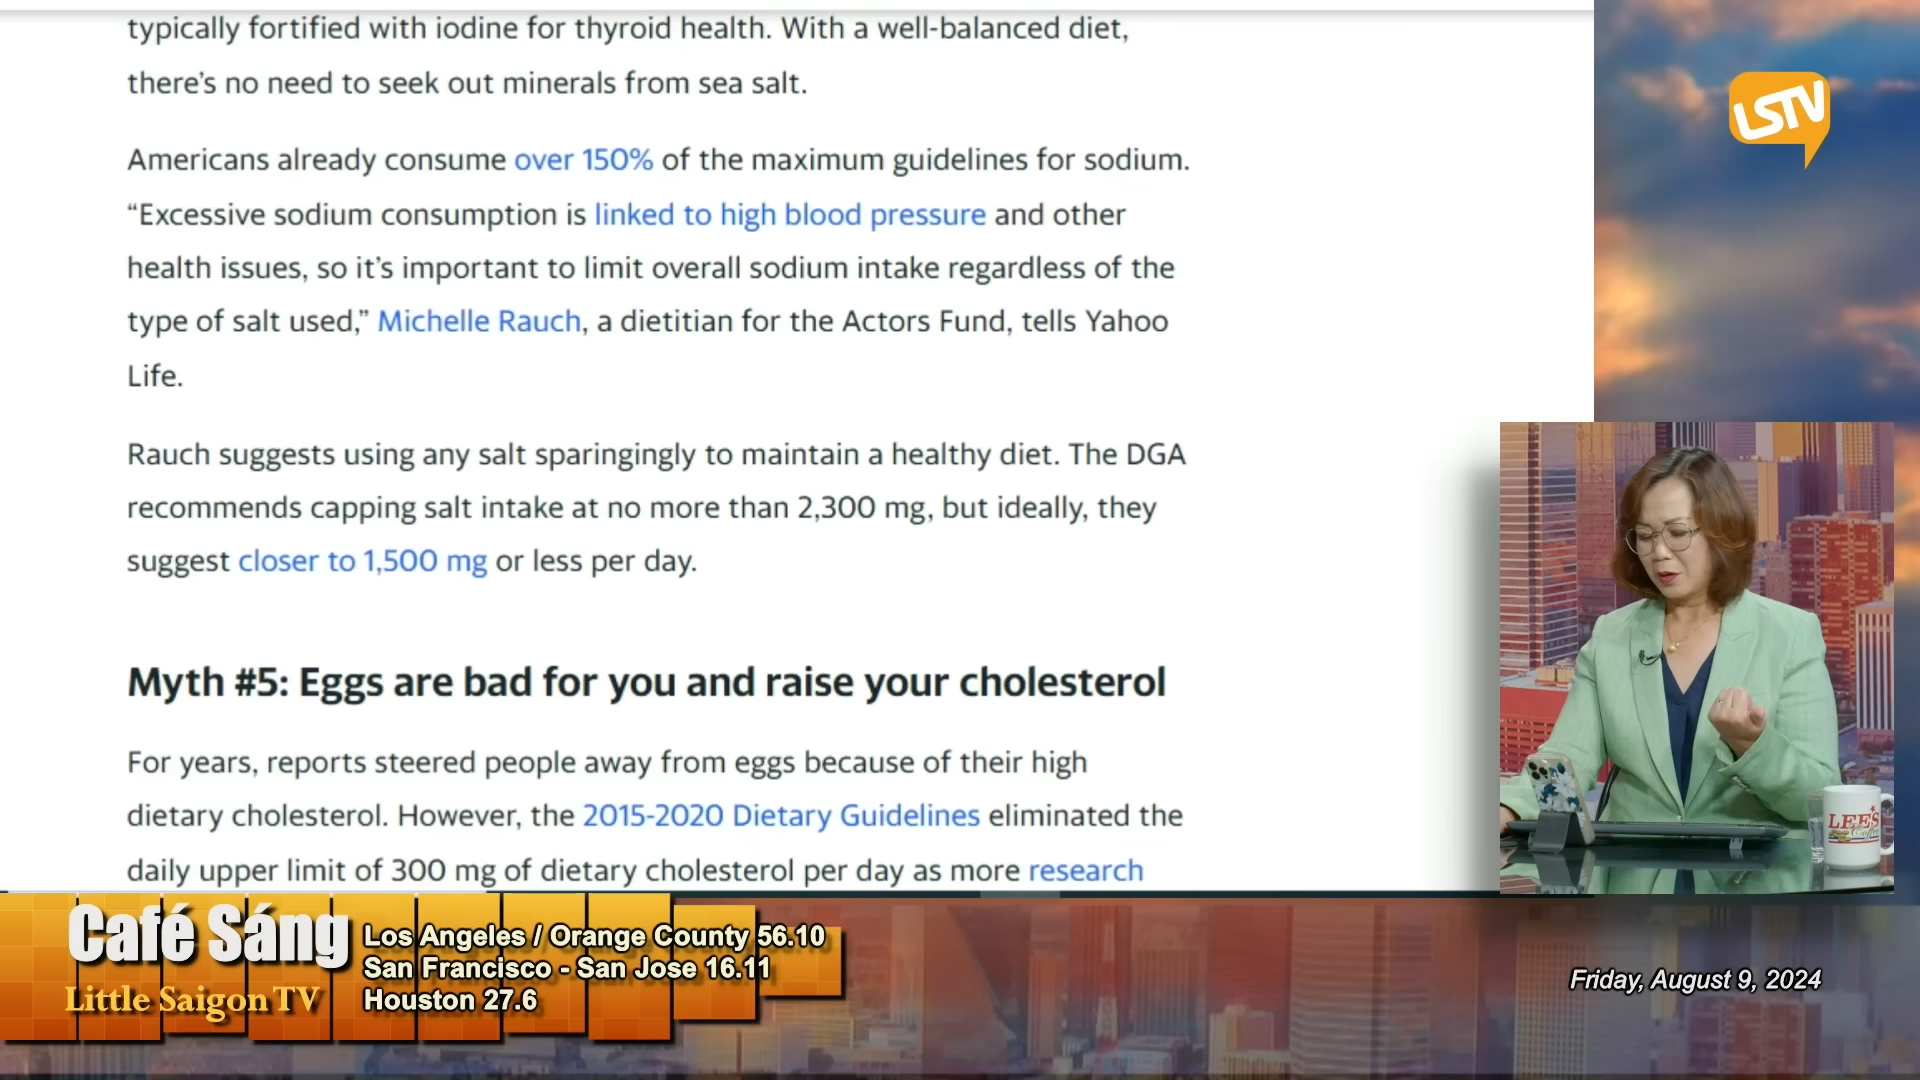 typically fortified with iodine for thyroid health. With a well-balanced diet,
there's no need to seek out minerals from sea salt.
Americans already consume over 150% of the maximum guidelines for sodium.
“Excessive sodium consumption is linked to high blood pressure and other
health issues, so it's important to limit overall sodium intake regardless of the
type of salt used,” Michelle Rauch, a dietitian for the Actors Fund, tells Yahoo
Life.
Rauch suggests using any salt sparingingly to maintain a healthy diet. The DGA
recommends capping salt intake at no more than 2,300 mg, but ideally, they
suggest closer to 1,500 mg or less per day.
Myth #5: Eggs are bad for you and raise your cholesterol
For years, reports steered people away from eggs because of their high
dietary cholesterol. However, the 2015-2020 Dietary Guidelines eliminated the
daily upper limit of 300 mg of dietary cholesterol per day as more research
LSTV
LEE'S
Coffee
Café Sáng
Little Saigon TV
Los Angeles / Orange County 56.10
San Francisco - San Jose 16.11
Houston 27.6
Friday, August 9, 2024